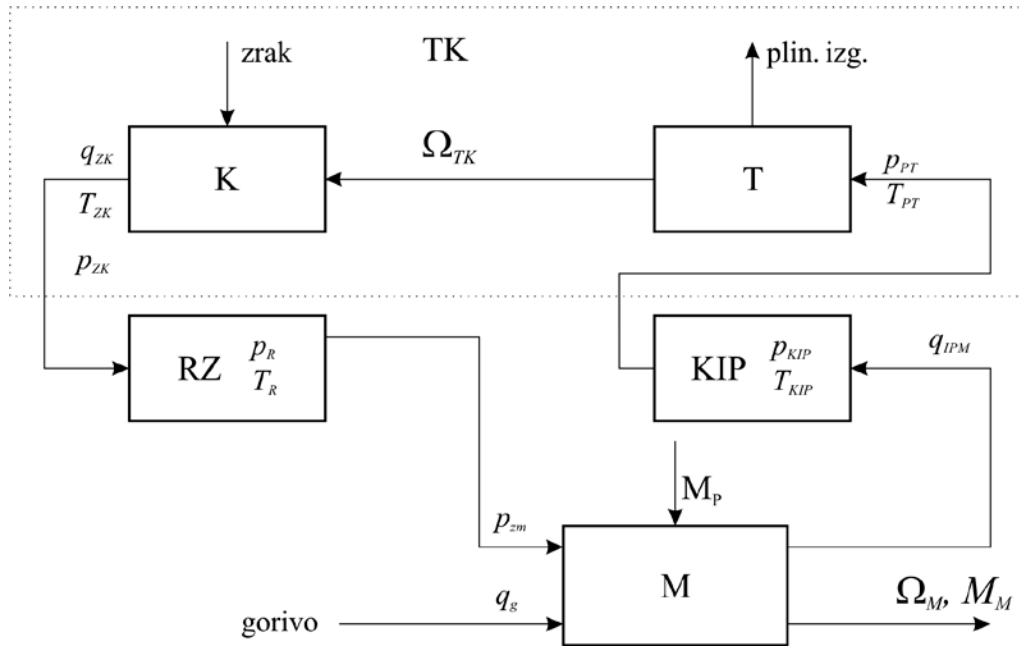 zrak
TK
plin. izg.
q_ZK
K
Ω_TK
T
p_PT
T_ZK
T_PT
p_ZK
RZ
p_R
T_R
KIP
p_KIP
T_KIP
q_IPM
M_P
p_zm
M
gorivo
q_g
Ω_M, M_M